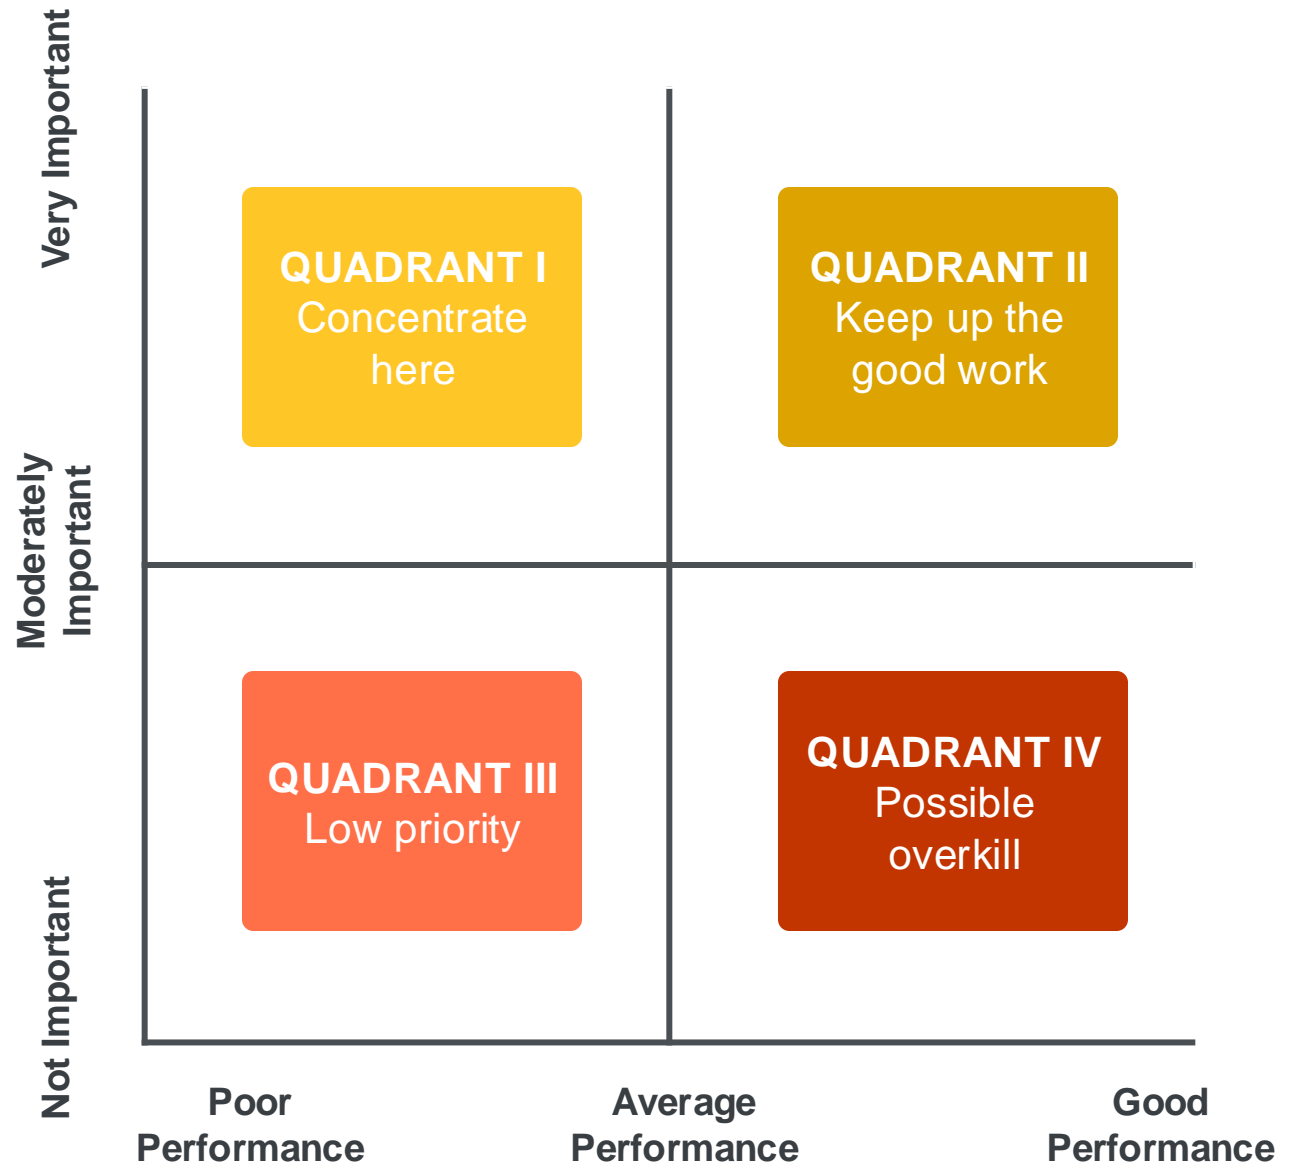 Very Important
QUADRANT I
Concentrate
here
QUADRANT II
Keep up the
good work
Moderately
Important
QUADRANT III
Low priority
QUADRANT IV
Possible
overkill
Not Important
Poor
Performance
Average
Performance
Good
Performance